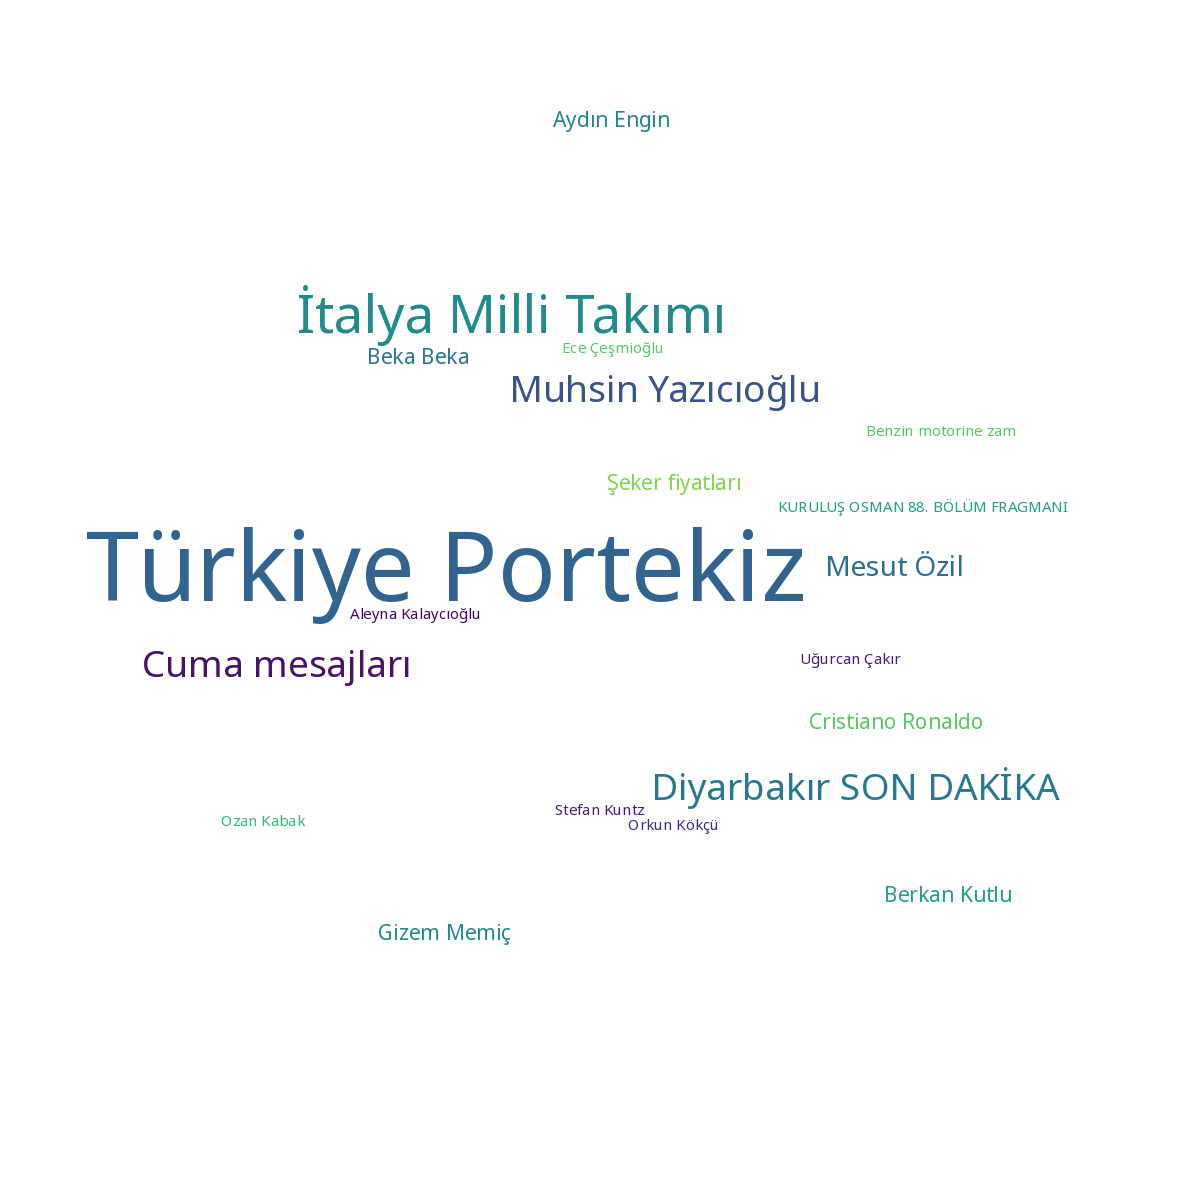 Aydın Engin
İtalya Milli Takımı
Ece Çeşmioğlu
Beka Beka
Muhsin Yazıcıoğlu
Benzin motorine zam
Şeker fiyatları
KURULUŞ OSMAN 88. BÖLÜM FRAGMANI
Türkiye Portekiz
Mesut Özil
Aleyna Kalaycıoğlu
Cuma mesajları
Uğurcan Çakır
Cristiano Ronaldo
Diyarbakır SON DAKİKA
Stefan Kuntz
Ozan Kabak
Orkun Kökçü
Berkan Kutlu
Gizem Memiç